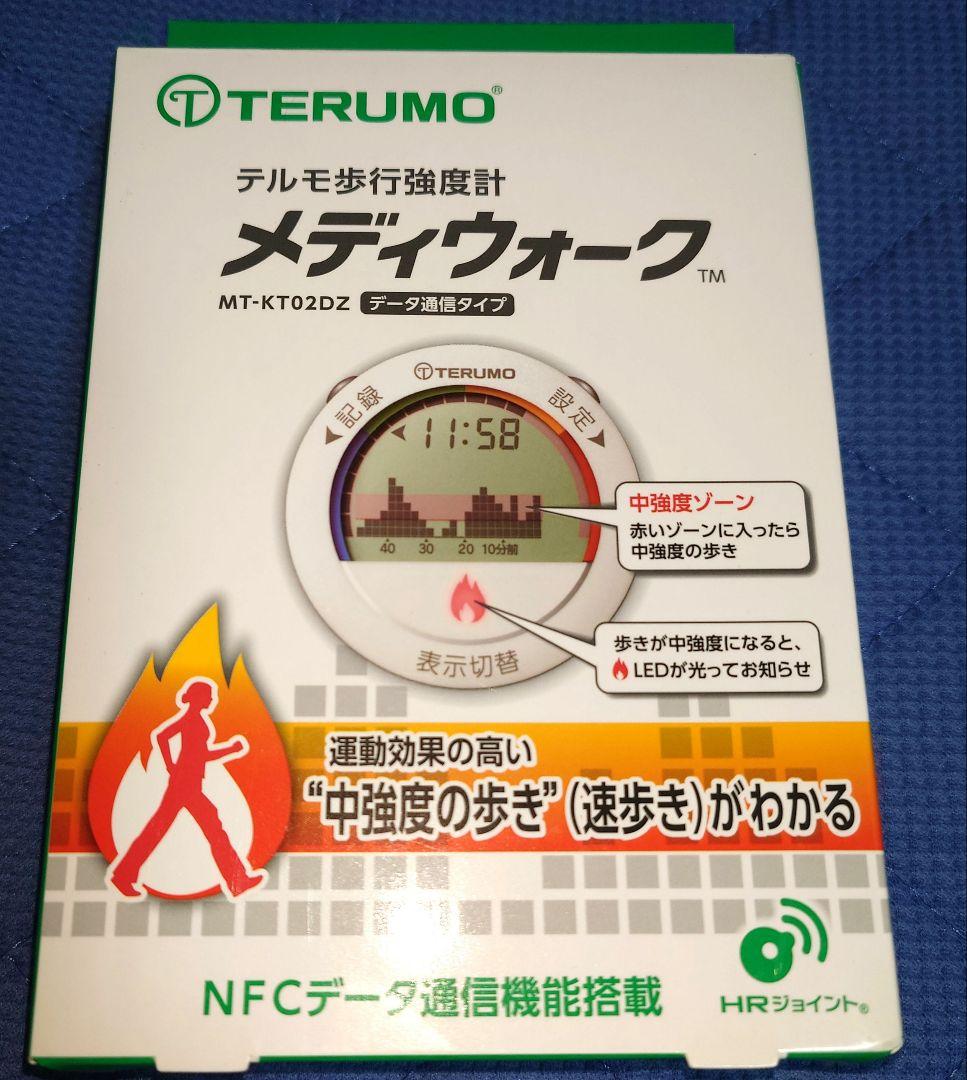 TERUMO®
テルモ歩行強度計
メディウォーク™
MT-KT02DZ データ通信タイプ
TERUMO
◀記録
設定▶
11:58
40 30 20 10分前
中強度ゾーン
赤いゾーンに入ったら
中強度の歩き
表示切替
歩きが中強度になると、
LEDが光ってお知らせ
運動効果の高い
“中強度の歩き”(速歩き)がわかる
NFCデータ通信機能搭載
HRジョイント®